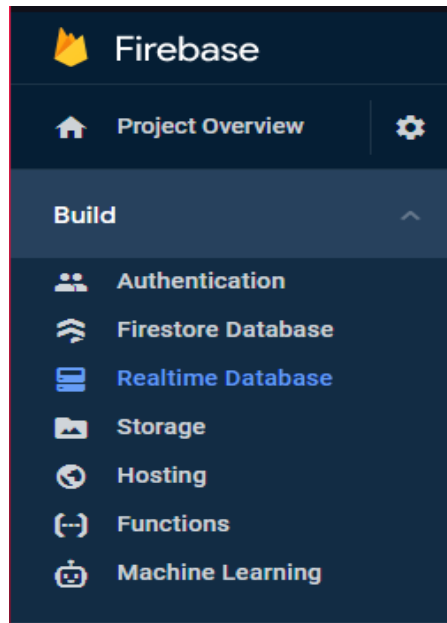 Firebase
Project Overview
Build
Authentication
Firestore Database
Realtime Database
Storage
Hosting
Functions
Machine Learning